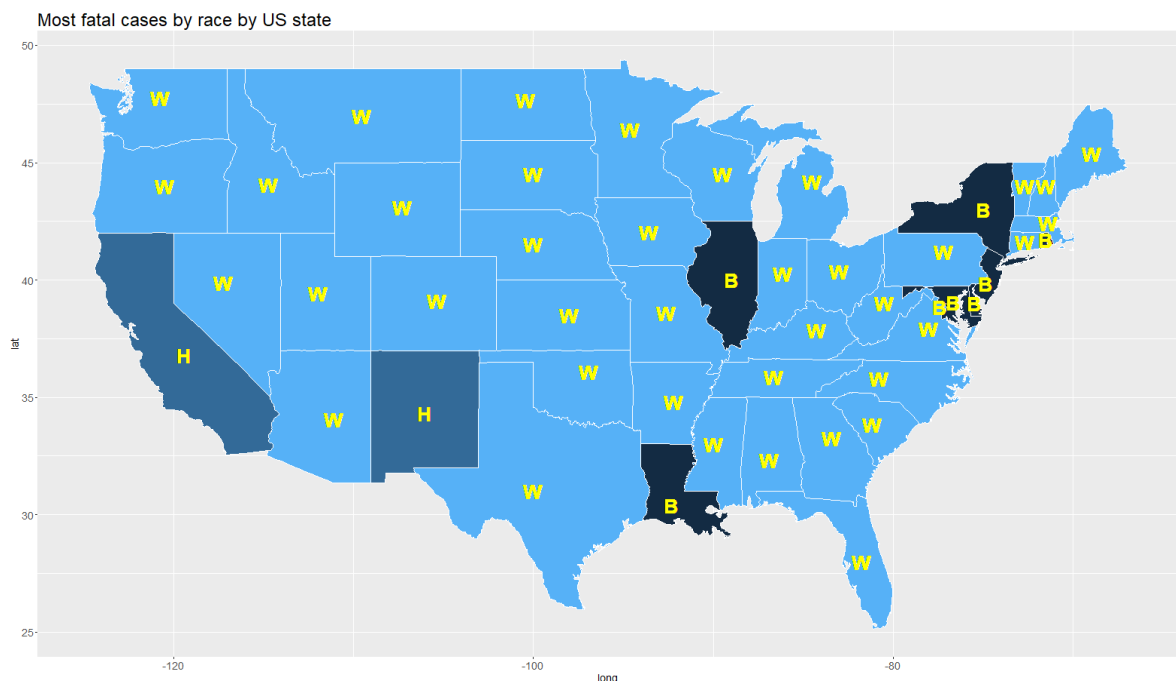 Most fatal cases by race by US state
50
45
40
35
30
25
lat
W W W W W W W W W W W
W W W B W W
W W W W W W W B
W W W W B W W W B
B B B W
W W W W W
H W W W W
H W W W W
W W W
W B
W
-120 -100 -80
long